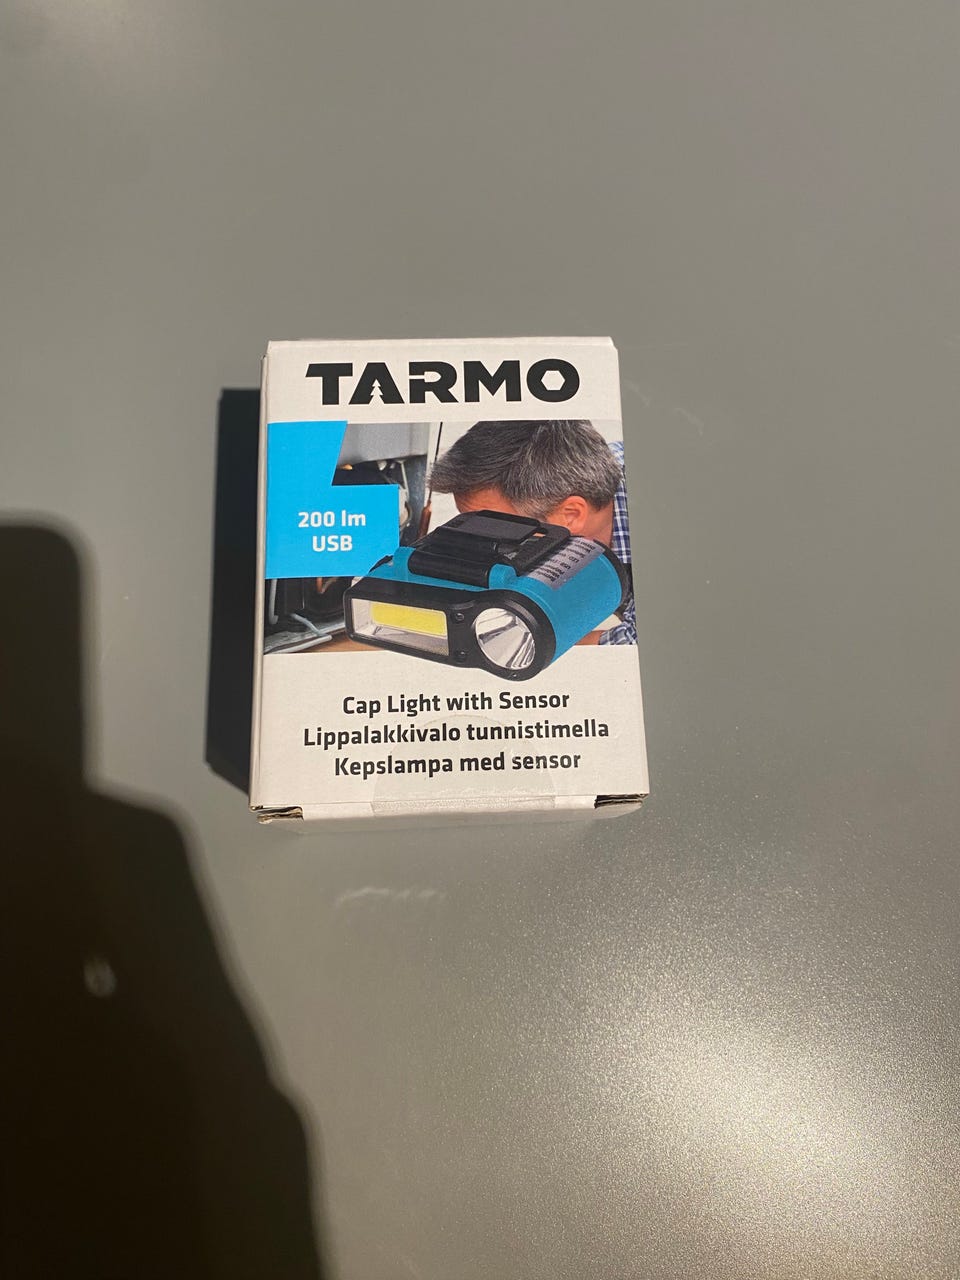 TARMO
200 lm
USB
Cap Light with Sensor
Lippalakkivalo tunnistimella
Kepslampa med sensor